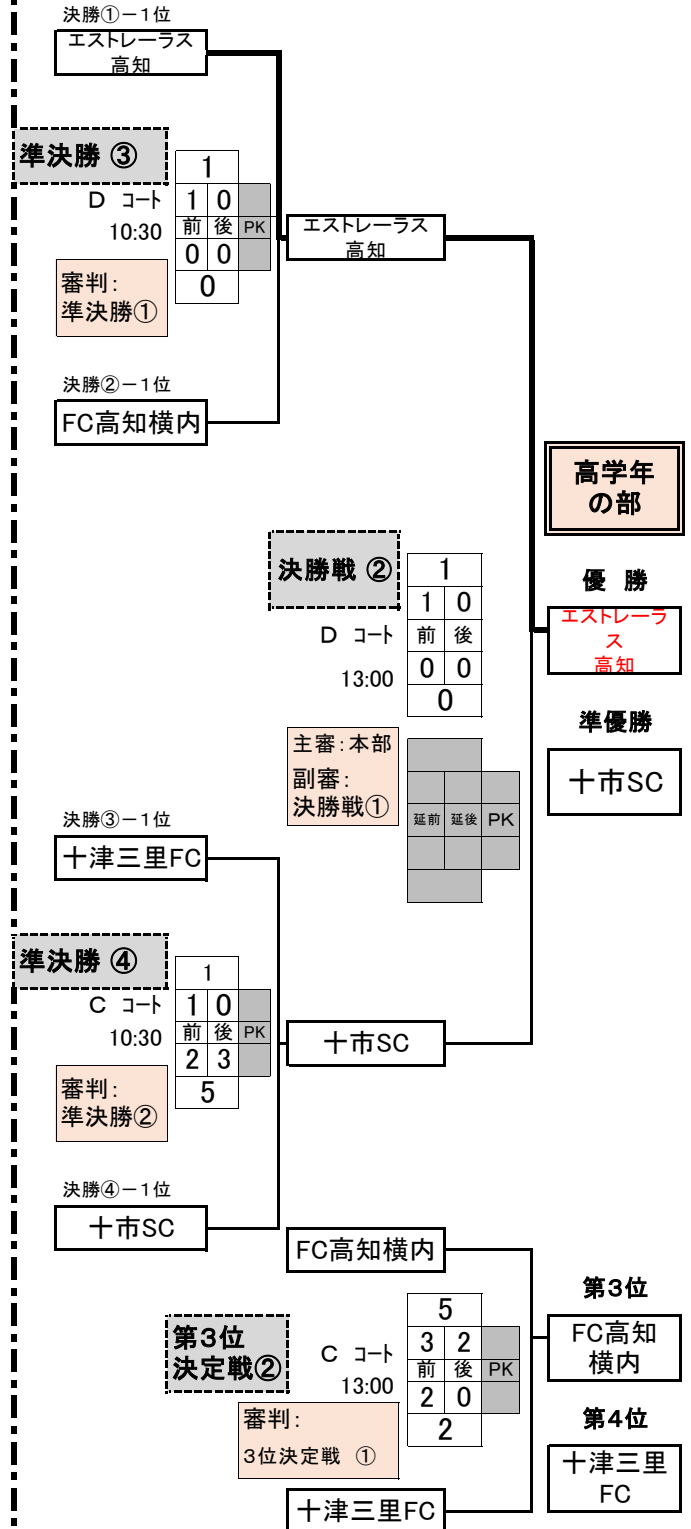 決勝①－1位
エストレーラス
高知
準決勝 ③
1
D コート
1 0
10:30
前 後 PK
0 0
0
審判：
準決勝①
エストレーラス
高知
決勝②－1位
FC高知横内
高学年
の部
決勝戦 ②
1
1 0
D コート
前 後
13:00
0 0
0
優 勝
エストレーラ
ス
高知
準優勝
十市SC
主審：本部
副審：
決勝戦①
延前 延後 PK
決勝③－1位
十津三里FC
準決勝 ④
1
C コート
1 0
10:30
前 後 PK
2 3
5
審判：
準決勝②
十市SC
決勝④－1位
十市SC
FC高知横内
第3位
決定戦②
5
C コート
3 2
前 後 PK
13:00
2 0
2
審判：
3位決定戦 ①
十津三里FC
第3位
FC高知
横内
第4位
十津三里
FC